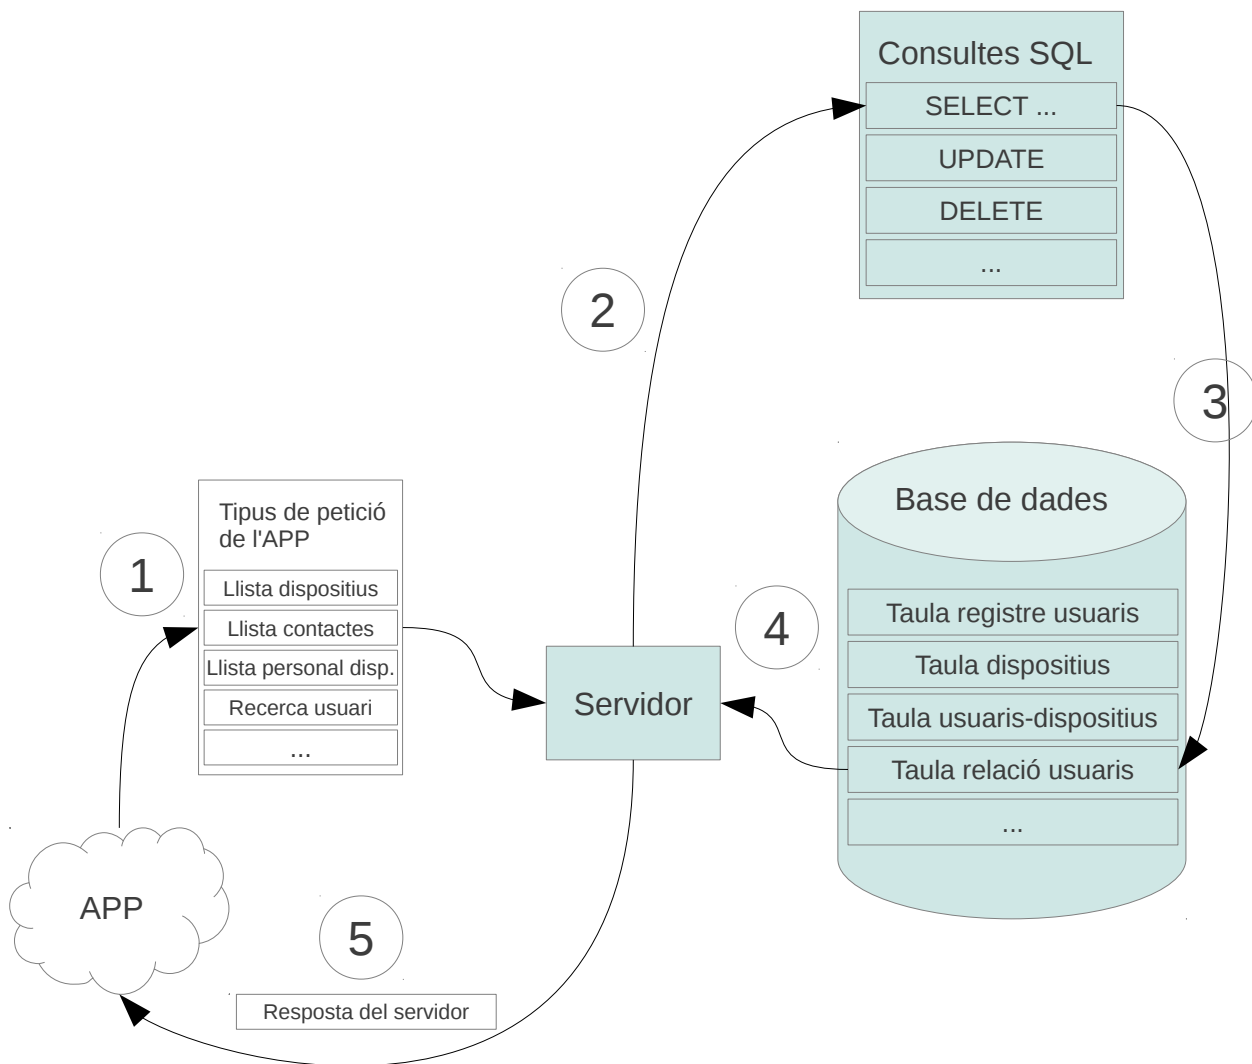 Consultes SQL
SELECT ...
UPDATE
DELETE
...
2
3
Base de dades
Taula registre usuaris
Taula dispositius
Taula usuaris-dispositius
Taula relació usuaris
...
1
Tipus de petició
de l'APP
Llista dispositius
Llista contactes
Llista personal disp.
Recerca usuari
...
4
Servidor
APP
5
Resposta del servidor